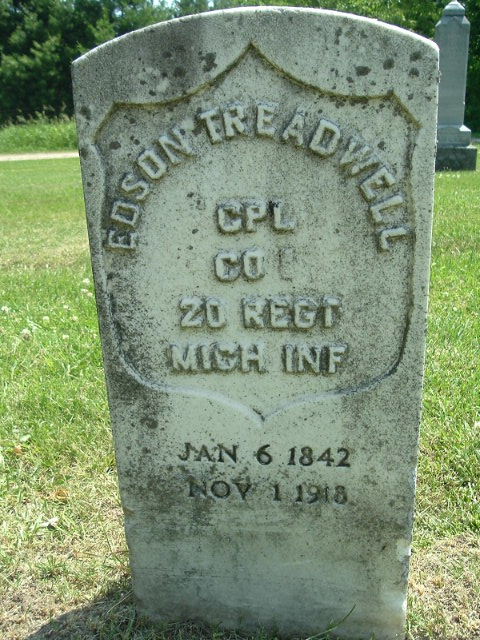 EDSON TREADWELL
CPL
CO I
20 REGT
MICH INF
JAN 6 1842
NOV 1 1918